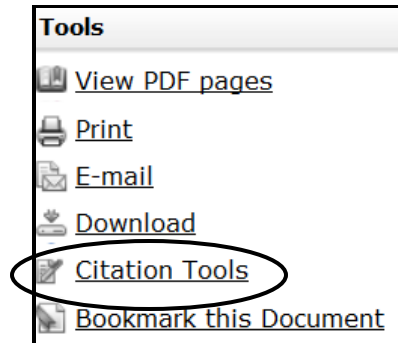 Tools
View PDF pages
Print
E-mail
Download
Citation Tools
Bookmark this Document